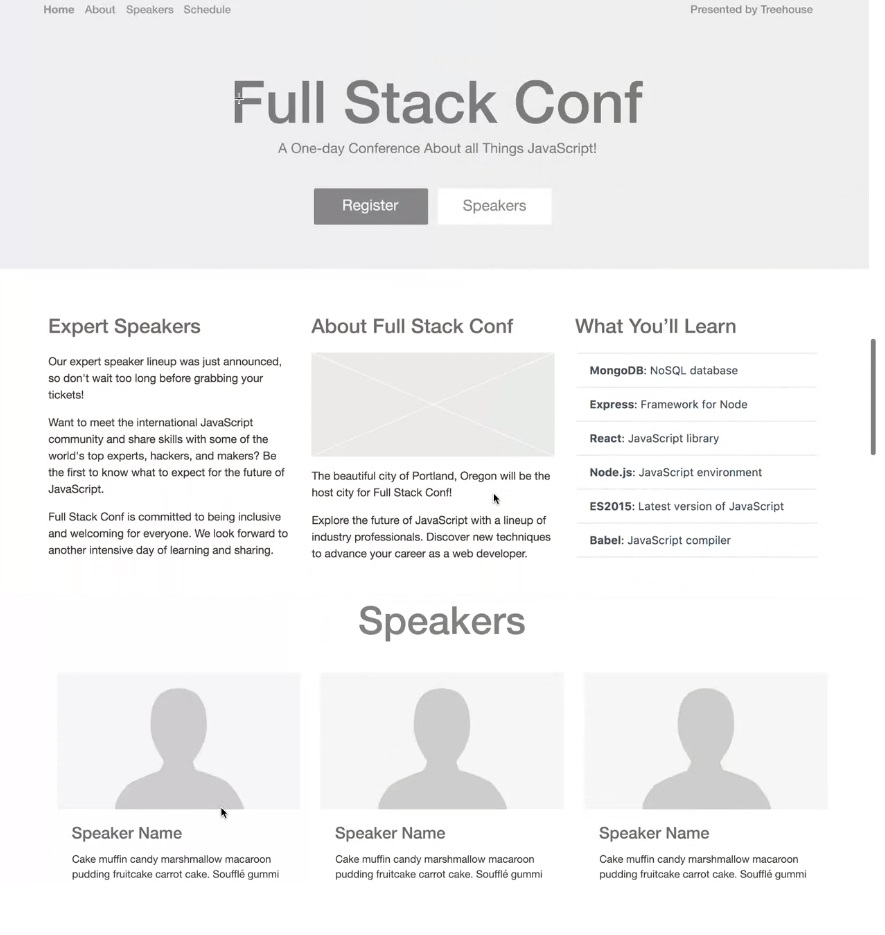 Home About Speakers Schedule Presented by Treehouse
Full Stack Conf
A One-day Conference About all Things JavaScript!
Register Speakers
Expert Speakers
Our expert speaker lineup was just announced,
so don't wait too long before grabbing your
tickets!
Want to meet the international JavaScript
community and share skills with some of the
world's top experts, hackers, and makers? Be
the first to know what to expect for the future of
JavaScript.
Full Stack Conf is committed to being inclusive
and welcoming for everyone. We look forward to
another intensive day of learning and sharing.
About Full Stack Conf
The beautiful city of Portland, Oregon will be the
host city for Full Stack Conf!
Explore the future of JavaScript with a lineup of
industry professionals. Discover new techniques
to advance your career as a web developer.
What You'll Learn
MongoDB: NoSQL database
Express: Framework for Node
React: JavaScript library
Node.js: JavaScript environment
ES2015: Latest version of JavaScript
Babel: JavaScript compiler
Speakers
Speaker Name
Cake muffin candy marshmallow macaroon
pudding fruitcake carrot cake. Soufflé gummi
Speaker Name
Cake muffin candy marshmallow macaroon
pudding fruitcake carrot cake. Soufflé gummi
Speaker Name
Cake muffin candy marshmallow macaroon
pudding fruitcake carrot cake. Soufflé gummi